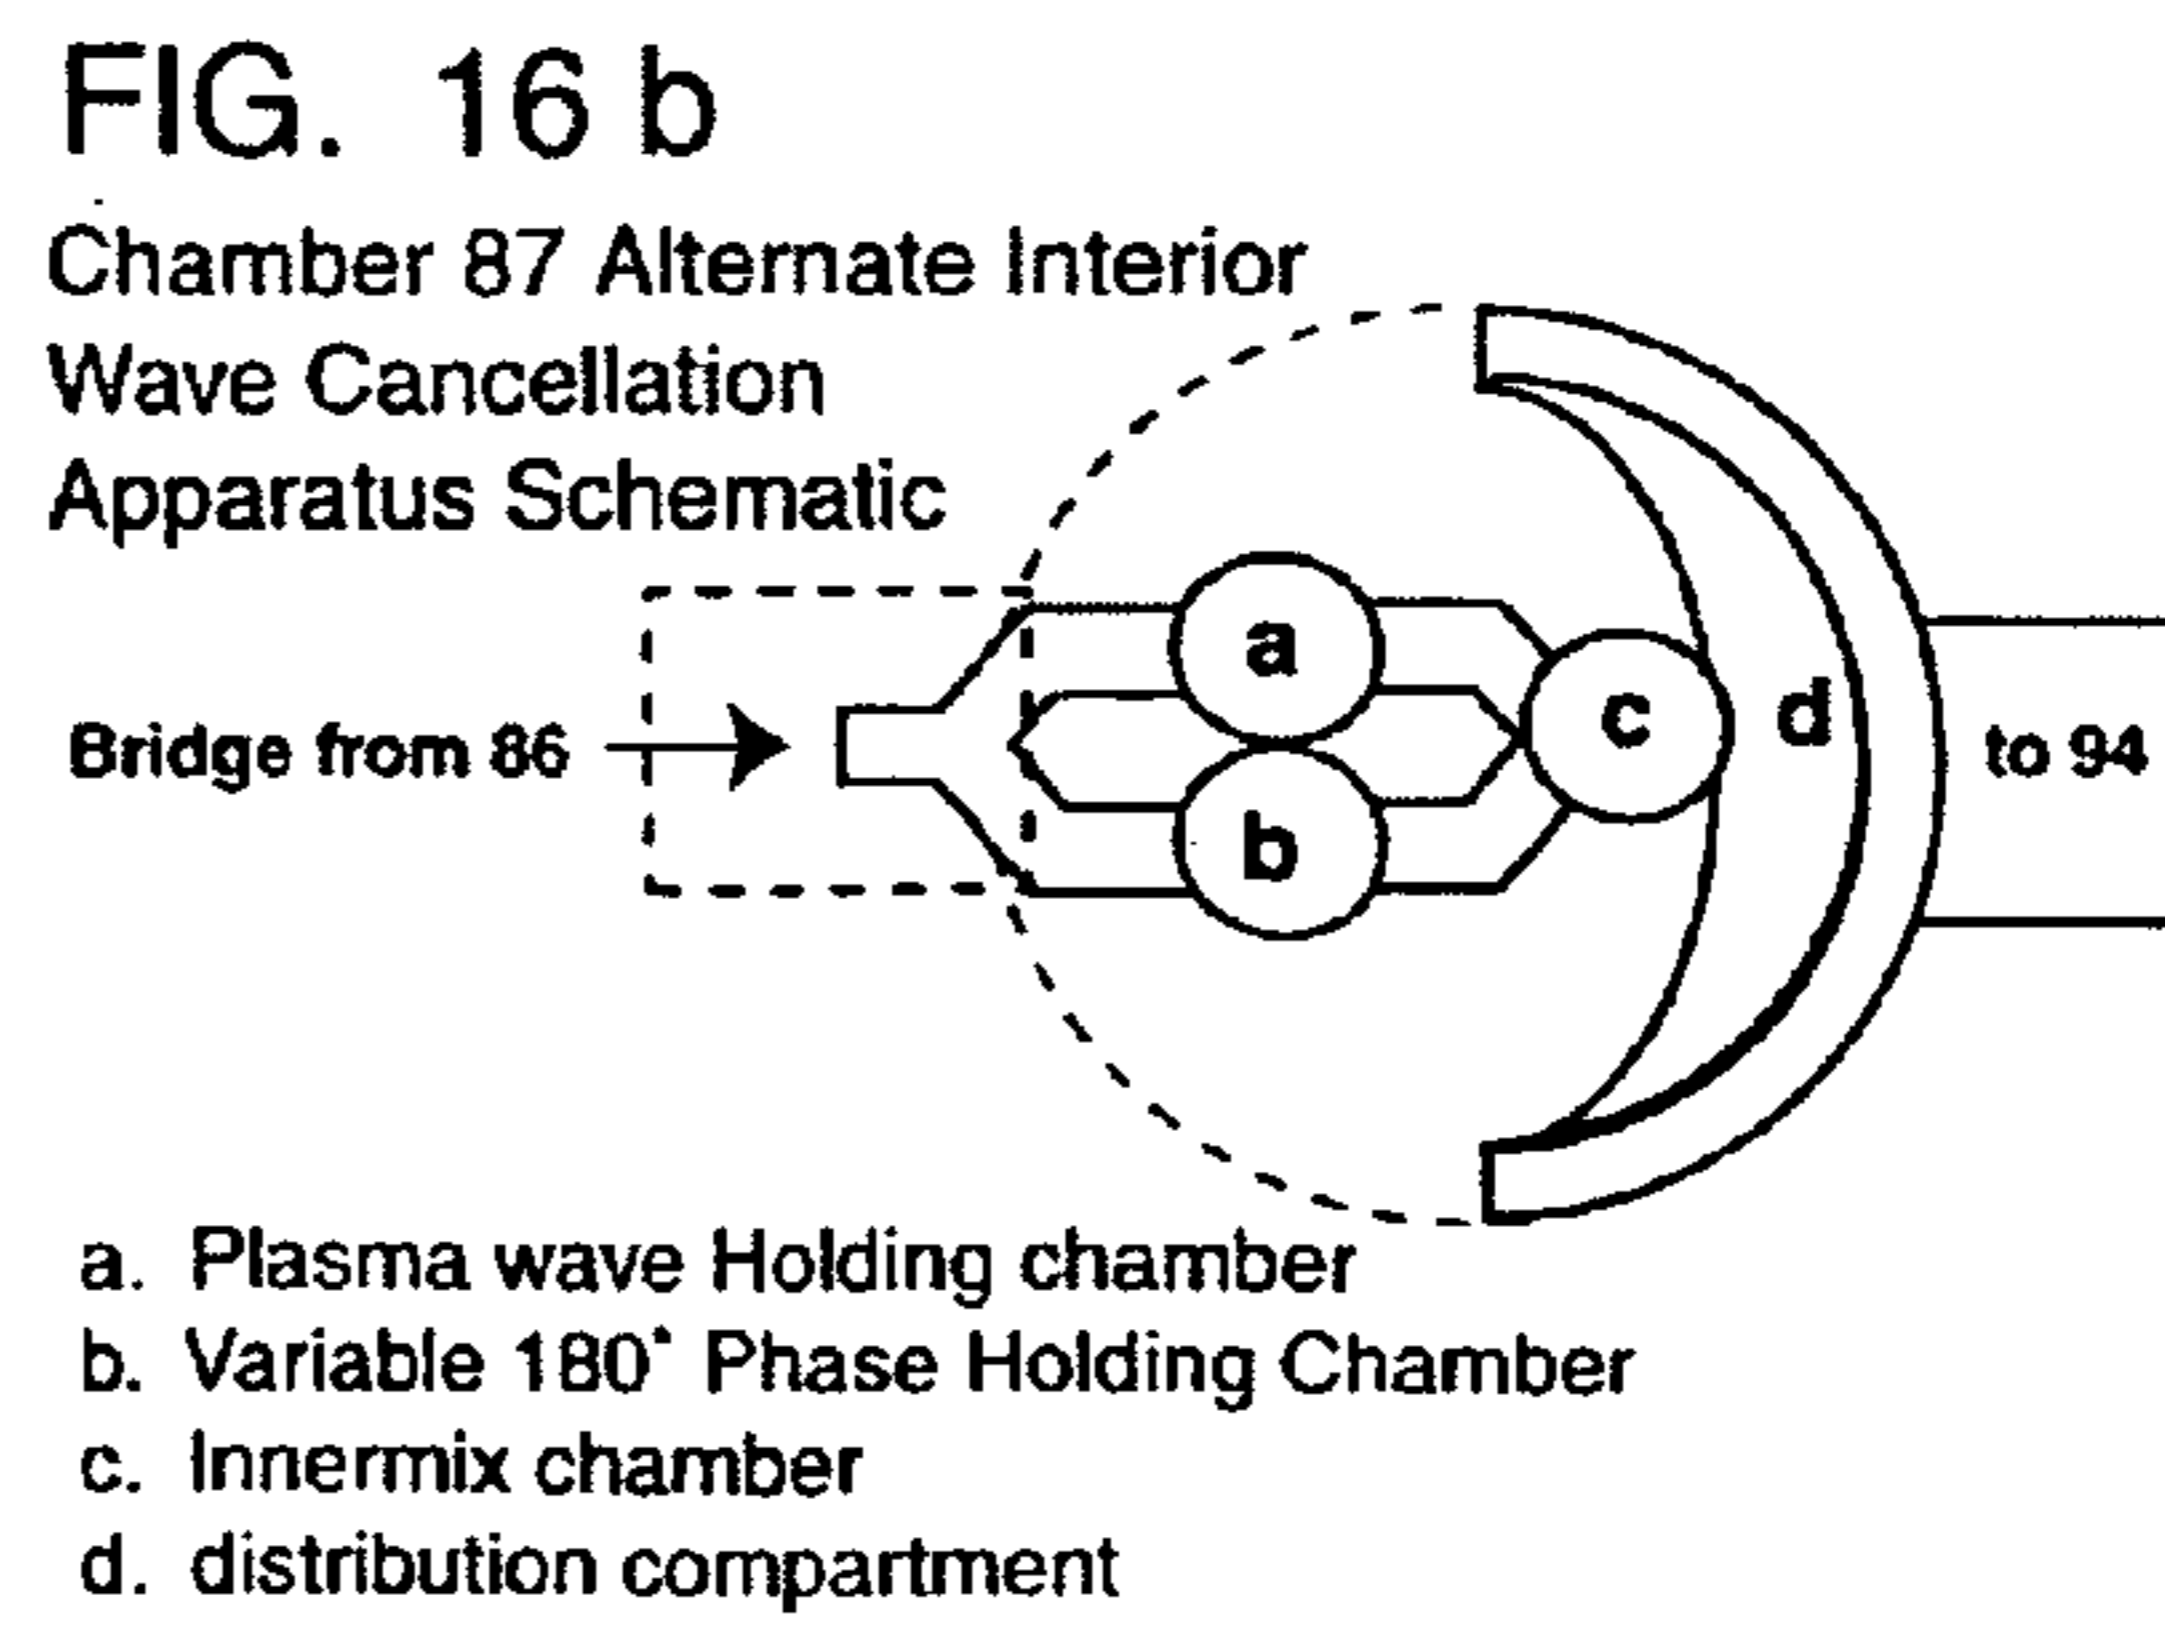 FIG. 16 b
Chamber 87 Alternate Interior
Wave Cancellation
Apparatus Schematic
a
c
d
Bridge from 86
to 94
b
a. Plasma wave Holding chamber
b. Variable 180° Phase Holding Chamber
c. Innermix chamber
d. distribution compartment